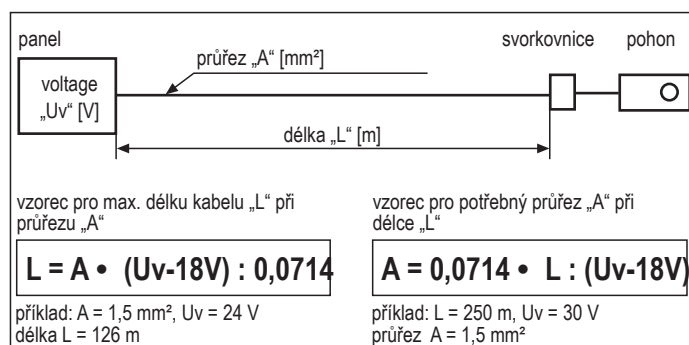 panel
svorkovnice
pohon
průřez „A“ [mm²]
voltage
„Uv“ [V]
délka „L“ [m]
vzorec pro max. délku kabelu „L“ při
průřezu „A“
L = A • (Uv-18V) : 0,0714
příklad: A = 1,5 mm², Uv = 24 V
délka L = 126 m
vzorec pro potřebný průřez „A“ při
délce „L“
A = 0,0714 • L : (Uv-18V)
příklad: L = 250 m, Uv = 30 V
průřez A = 1,5 mm²